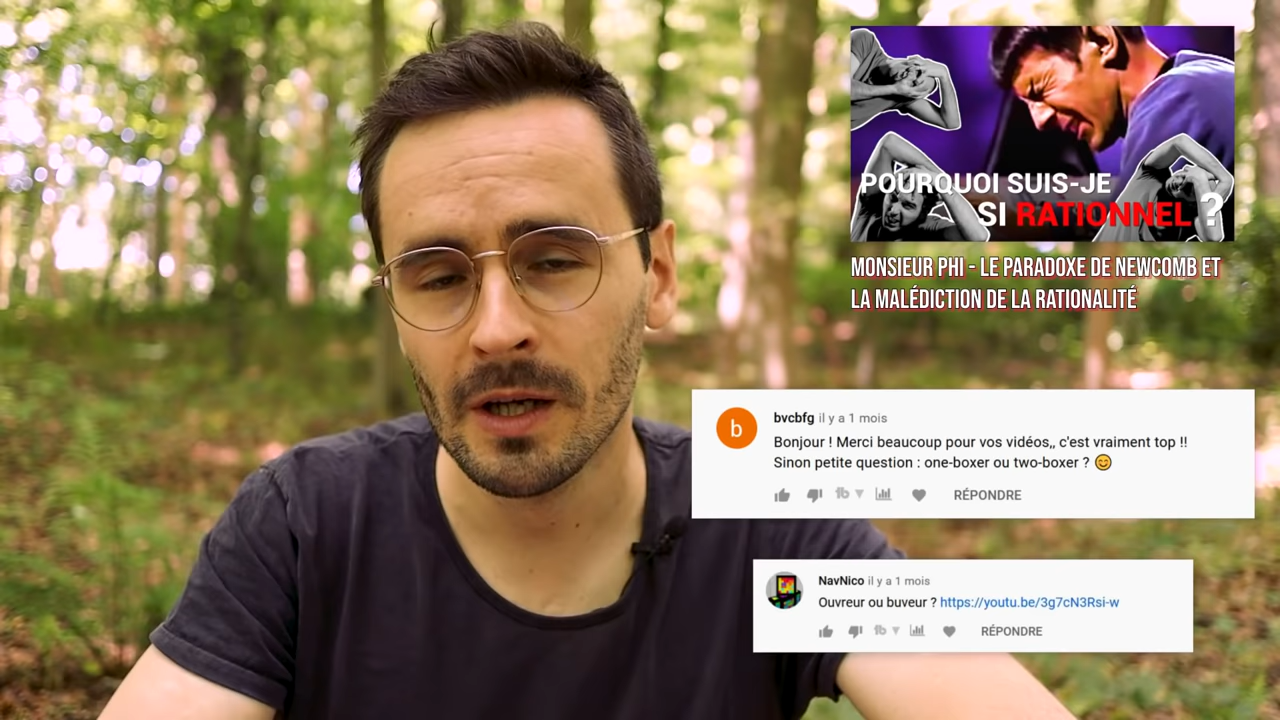 POURQUOI SUIS-JE
SI RATIONNEL ?
MONSIEUR PHI - LE PARADOXE DE NEWCOMB ET
LA MALÉDICTION DE LA RATIONALITÉ
b
bvcbfg il y a 1 mois
Bonjour ! Merci beaucoup pour vos vidéos,, c'est vraiment top !!
Sinon petite question : one-boxer ou two-boxer ? 😊
tb
RÉPONDRE
NavNico il y a 1 mois
Ouvreur ou buveur ? https://youtu.be/3g7cN3Rsi-w
tb
RÉPONDRE